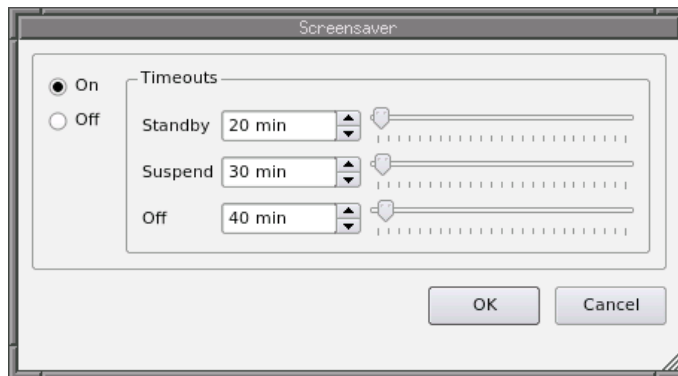 Screensaver
On
Off
Timeouts
Standby 20 min
Suspend 30 min
Off 40 min
OK Cancel